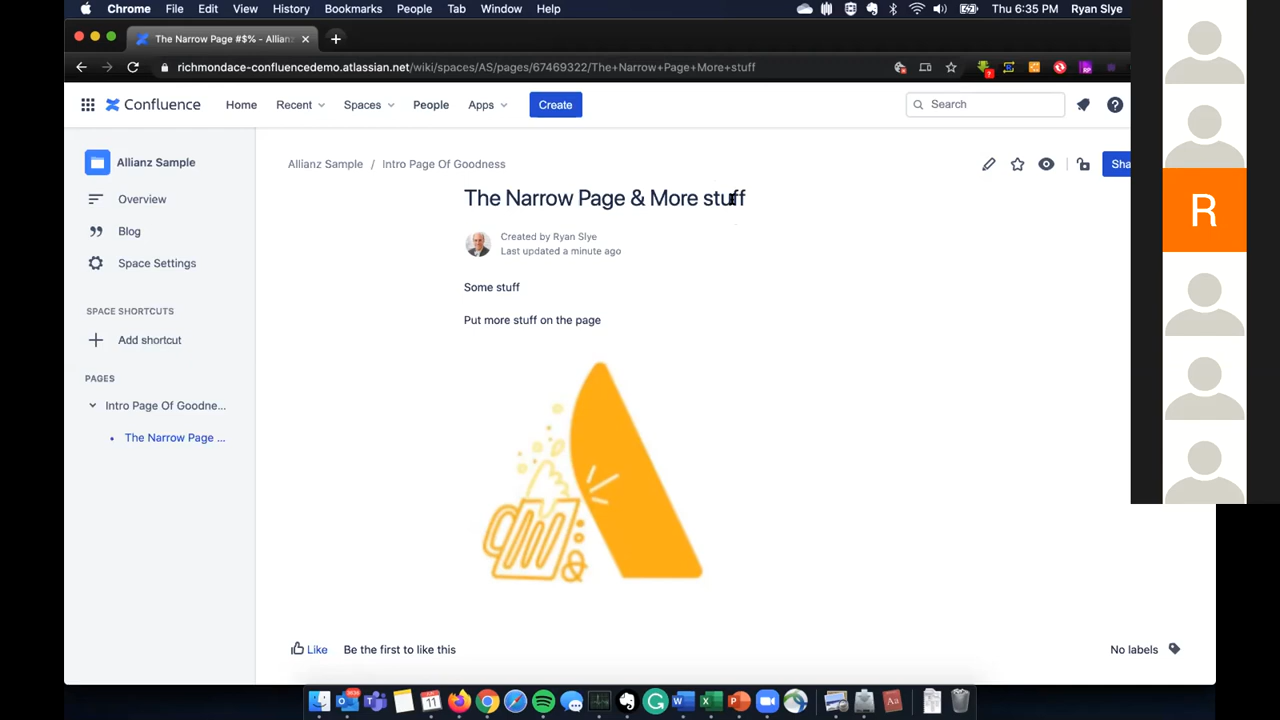 Chrome File Edit View History Bookmarks People Tab Window Help Thu 6:35 PM Ryan Slye
The Narrow Page #$% - Allian
richmondace-confluencedemo.atlassian.net/wiki/spaces/AS/pages/67469322/The+Narrow+Page+More+stuff
Confluence Home Recent Spaces People Apps Create Search
Allianz Sample
Overview
Blog
Space Settings
SPACE SHORTCUTS
Add shortcut
PAGES
Intro Page Of Goodne...
The Narrow Page ...
Allianz Sample / Intro Page Of Goodness
Sha
The Narrow Page & More stuff
Created by Ryan Slye
Last updated a minute ago
Some stuff
Put more stuff on the page
&
Like Be the first to like this No labels
R